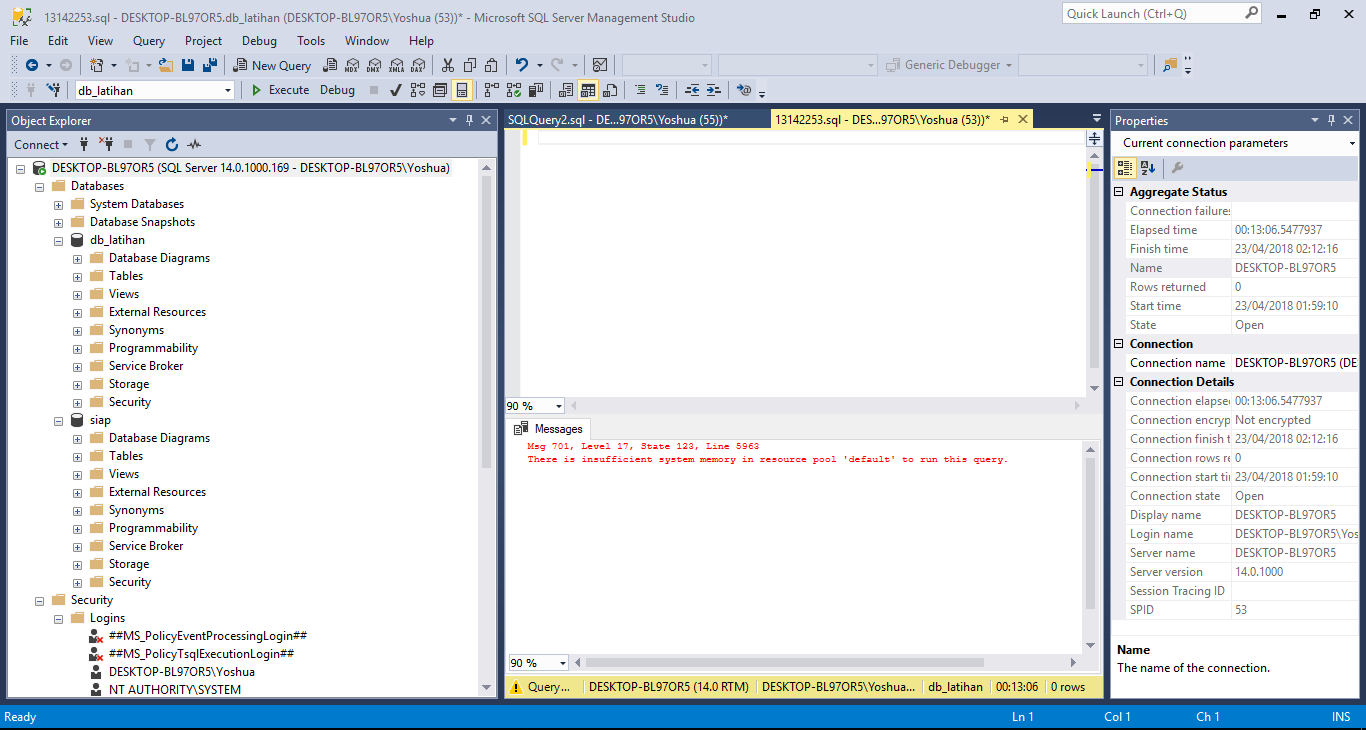 13142253.sql - DESKTOP-BL97OR5.db_latihan (DESKTOP-BL97OR5\Yoshua (53))* - Microsoft SQL Server Management Studio
Quick Launch (Ctrl+Q)
File Edit View Query Project Debug Tools Window Help
New Query MDX DMX XMLA DAX Generic Debugger
db_latihan Execute Debug
Object Explorer
Connect
DESKTOP-BL97OR5 (SQL Server 14.0.1000.169 - DESKTOP-BL97OR5\Yoshua)
Databases
System Databases
Database Snapshots
db_latihan
Database Diagrams
Tables
Views
External Resources
Synonyms
Programmability
Service Broker
Storage
Security
siap
Database Diagrams
Tables
Views
External Resources
Synonyms
Programmability
Service Broker
Storage
Security
Security
Logins
##MS_PolicyEventProcessingLogin##
##MS_PolicyTsqlExecutionLogin##
DESKTOP-BL97OR5\Yoshua
NT AUTHORITY\SYSTEM
SQLQuery2.sql - DE...97OR5\Yoshua (55))* 13142253.sql - DES...97OR5\Yoshua (53))*
90 %
Messages
Msg 701, Level 17, State 123, Line 5963
There is insufficient system memory in resource pool 'default' to run this query.
90 %
Query... DESKTOP-BL97OR5 (14.0 RTM) DESKTOP-BL97OR5\Yoshua... db_latihan 00:13:06 0 rows
Properties
Current connection parameters
Aggregate Status
Connection failures
Elapsed time 00:13:06.5477937
Finish time 23/04/2018 02:12:16
Name DESKTOP-BL97OR5
Rows returned 0
Start time 23/04/2018 01:59:10
State Open
Connection
Connection name DESKTOP-BL97OR5 (DE
Connection Details
Connection elapse 00:13:06.5477937
Connection encryp Not encrypted
Connection finish t 23/04/2018 02:12:16
Connection rows re 0
Connection start ti 23/04/2018 01:59:10
Connection state Open
Display name DESKTOP-BL97OR5
Login name DESKTOP-BL97OR5\Yos
Server name DESKTOP-BL97OR5
Server version 14.0.1000
Session Tracing ID
SPID 53
Name
The name of the connection.
Ready Ln 1 Col 1 Ch 1 INS